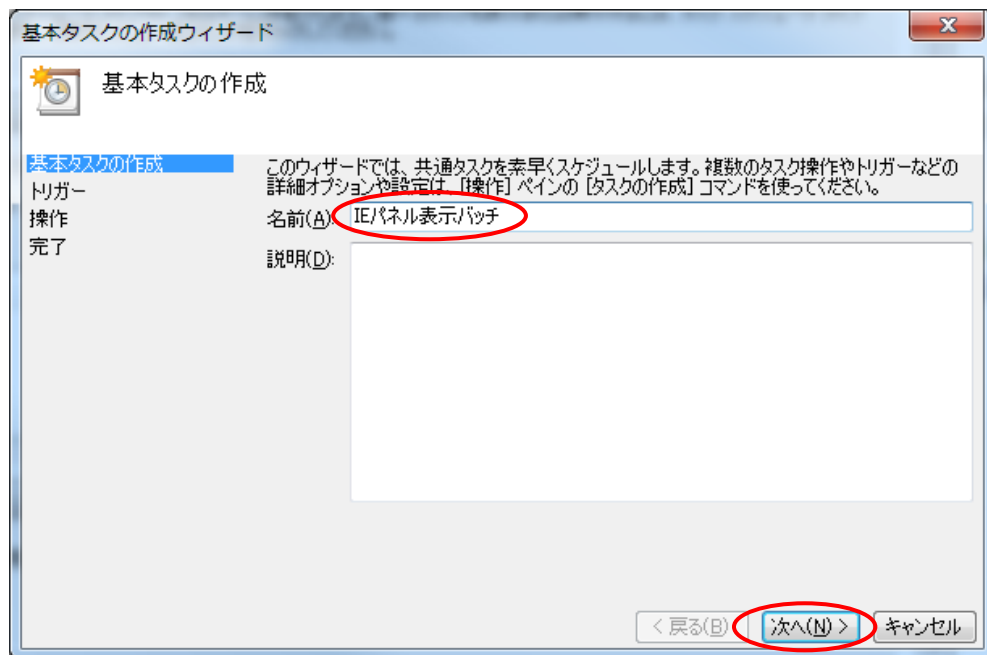 基本タスクの作成ウィザード
基本タスクの作成
基本タスクの作成
トリガー
操作
完了
このウィザードでは、共通タスクを素早くスケジュールします。複数のタスク操作やトリガーなどの
詳細オプションや設定は、[操作] ペインの [タスクの作成] コマンドを使ってください。
名前(A): IEパネル表示バッチ
説明(D):
< 戻る(B) 次へ(N) > キャンセル